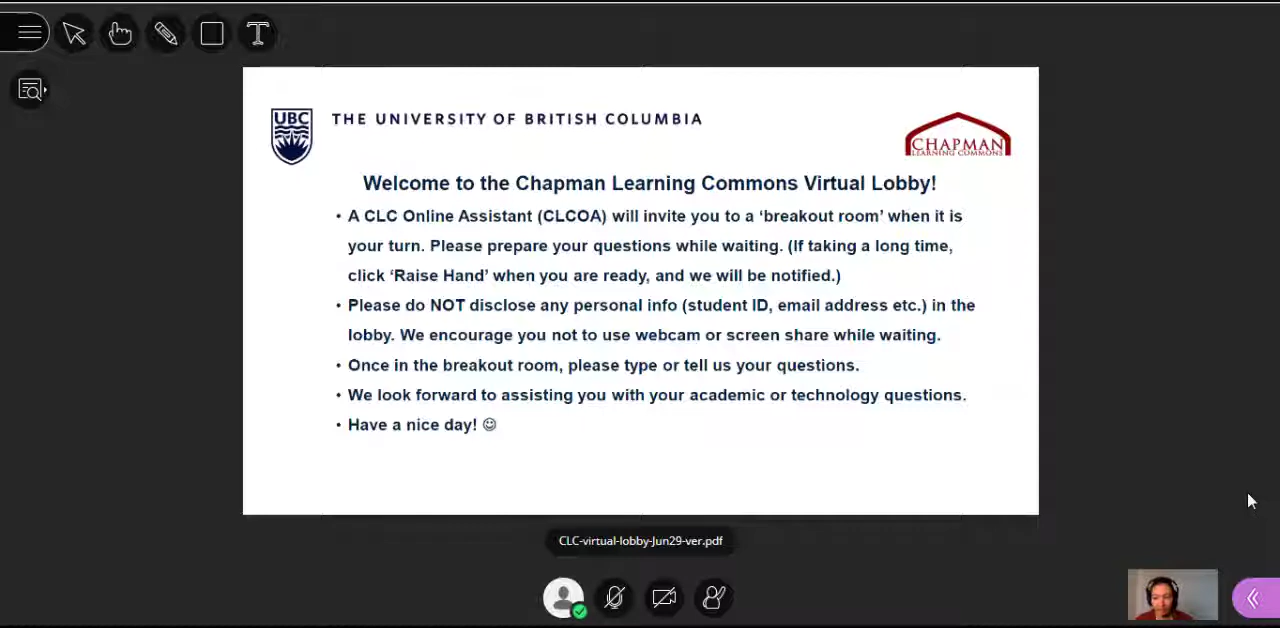 UBC
THE UNIVERSITY OF BRITISH COLUMBIA
CHAPMAN
LEARNING COMMONS
Welcome to the Chapman Learning Commons Virtual Lobby!
• A CLC Online Assistant (CLCOA) will invite you to a ‘breakout room’ when it is
your turn. Please prepare your questions while waiting. (If taking a long time,
click ‘Raise Hand’ when you are ready, and we will be notified.)
• Please do NOT disclose any personal info (student ID, email address etc.) in the
lobby. We encourage you not to use webcam or screen share while waiting.
• Once in the breakout room, please type or tell us your questions.
• We look forward to assisting you with your academic or technology questions.
• Have a nice day! ☺
CLC-virtual-lobby-Jun29-ver.pdf